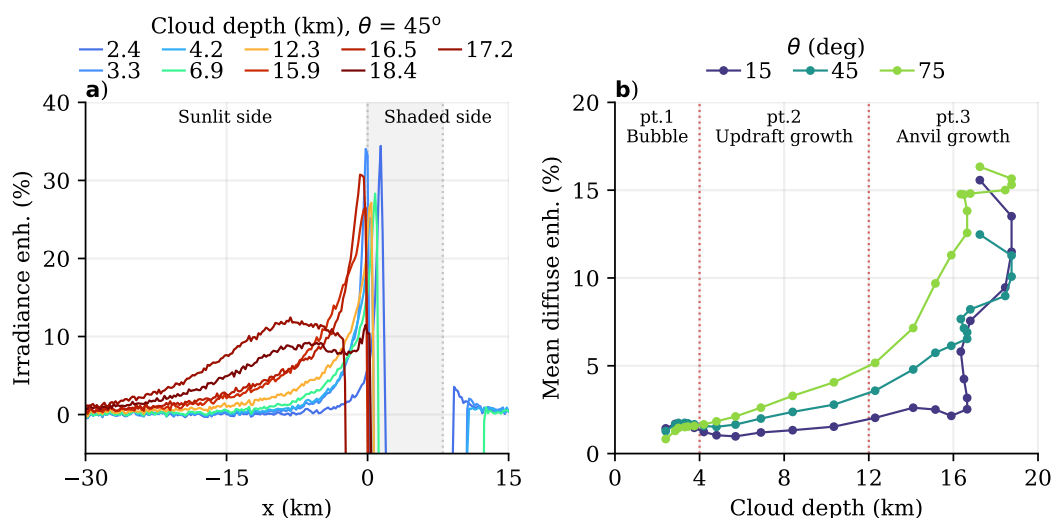 Cloud depth (km), θ = 45°
2.4 4.2 12.3 16.5 17.2
3.3 6.9 15.9 18.4
a)
Sunlit side Shaded side
40
30
20
10
0
Irradiance enh. (%)
−30 −15 0 15
x (km)
θ (deg)
15 45 75
b)
pt.1 pt.2 pt.3
Bubble Updraft growth Anvil growth
20
15
10
5
0
Mean diffuse enh. (%)
0 4 8 12 16 20
Cloud depth (km)